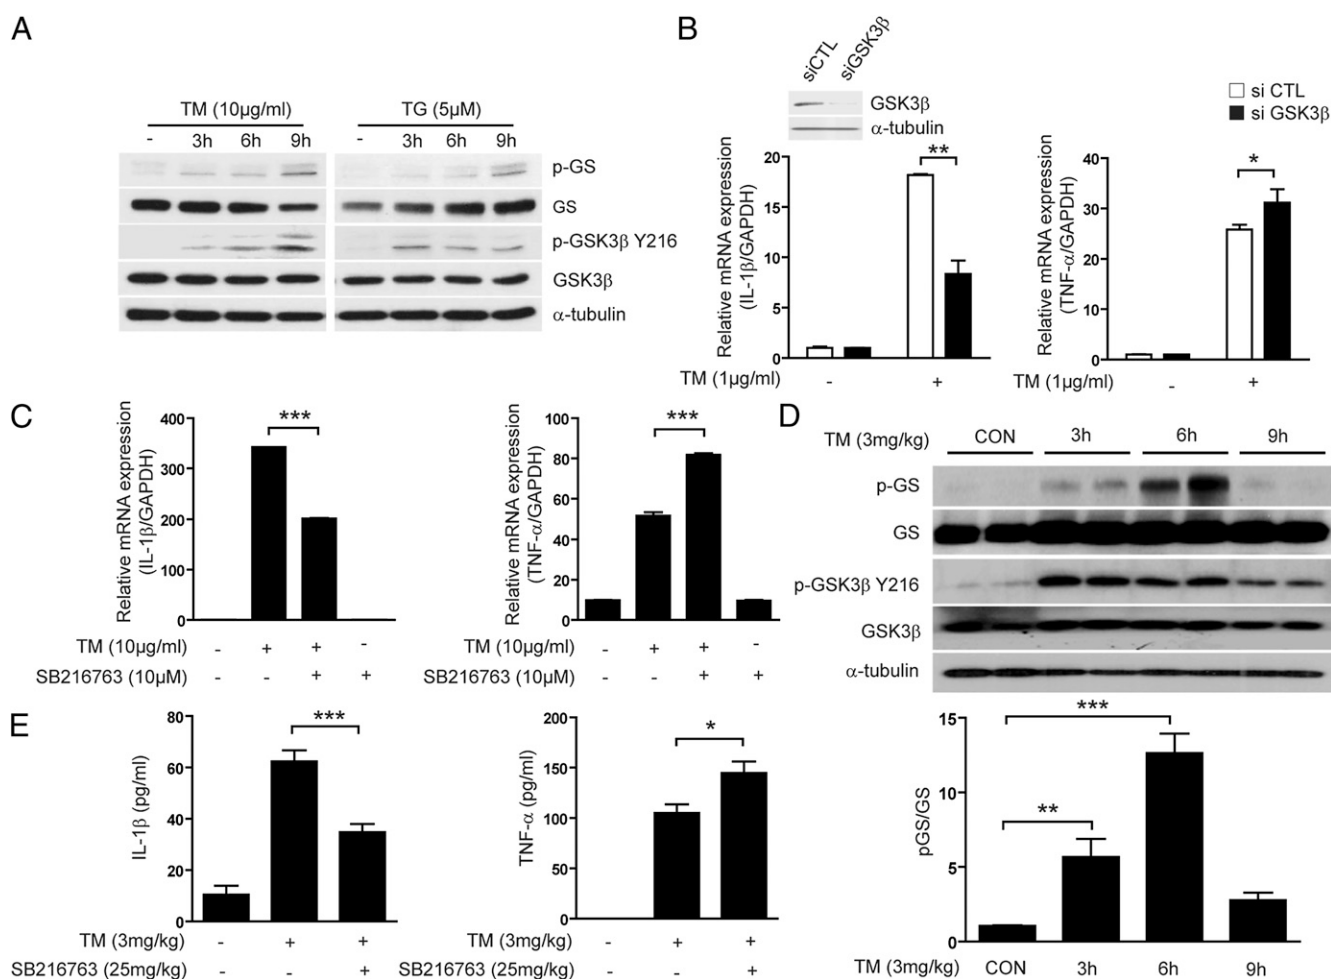 A
TM (10µg/ml) TG (5µM)
- 3h 6h 9h - 3h 6h 9h
p-GS
GS
p-GSK3β Y216
GSK3β
α-tubulin
B
siCTL siGSK3β
GSK3β
α-tubulin
si CTL
si GSK3β
Relative mRNA expression
(IL-1β/GAPDH)
20
15
10
5
0
**
TM (1µg/ml) - +
Relative mRNA expression
(TNF-α/GAPDH)
40
30
20
10
0
*
TM (1µg/ml) - +
C
Relative mRNA expression
(IL-1β/GAPDH)
400
300
200
100
0
***
TM (10µg/ml) - + + -
SB216763 (10µM) - - + +
Relative mRNA expression
(TNF-α/GAPDH)
100
80
60
40
20
0
***
TM (10µg/ml) - + + -
SB216763 (10µM) - - + +
D
TM (3mg/kg) CON 3h 6h 9h
p-GS
GS
p-GSK3β Y216
GSK3β
α-tubulin
pGS/GS
15
10
5
0
**
***
CON 3h 6h 9h
TM (3mg/kg)
E
IL-1β (pg/ml)
80
60
40
20
0
***
TM (3mg/kg) - + +
SB216763 (25mg/kg) - - +
TNF-α (pg/ml)
200
150
100
50
0
*
TM (3mg/kg) - + +
SB216763 (25mg/kg) - - +